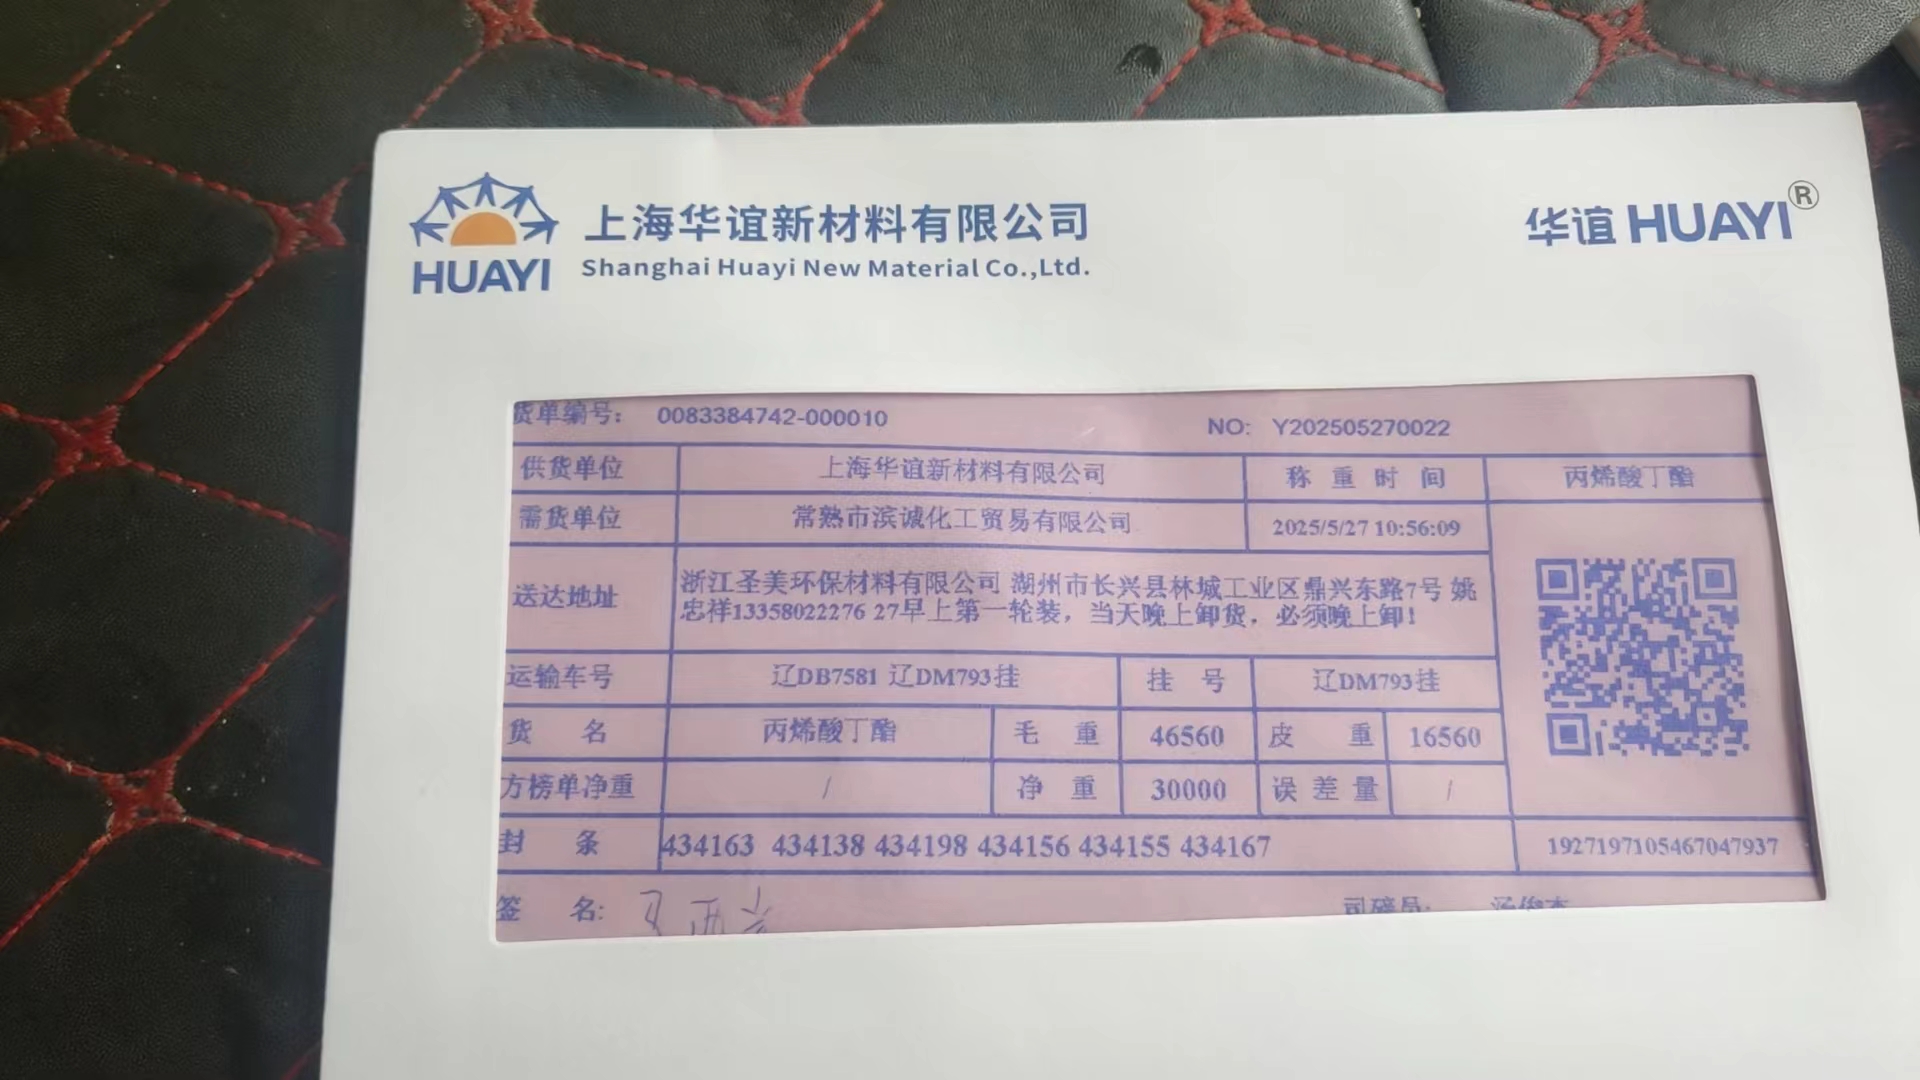 HUAYI
上海华谊新材料有限公司
Shanghai Huayi New Material Co.,Ltd.
华谊 HUAYI®
货单编号： 0083384742-000010 NO: Y202505270022
供货单位 上海华谊新材料有限公司 称重时间 丙烯酸丁酯
需货单位 常熟市滨诚化工贸易有限公司 2025/5/27 10:56:09
送达地址 浙江圣美环保材料有限公司 湖州市长兴县林城工业区鼎兴东路7号 姚
忠祥13358022276 27早上第一轮装，当天晚上卸货，必须晚上卸！
运输车号 辽DB7581 辽DM793挂 挂号 辽DM793挂
货名 丙烯酸丁酯 毛重 46560 皮重 16560
方榜单净重 / 净重 30000 误差量 /
封条 434163 434138 434198 434156 434155 434167 1927197105467047937
签名: 司磅员: